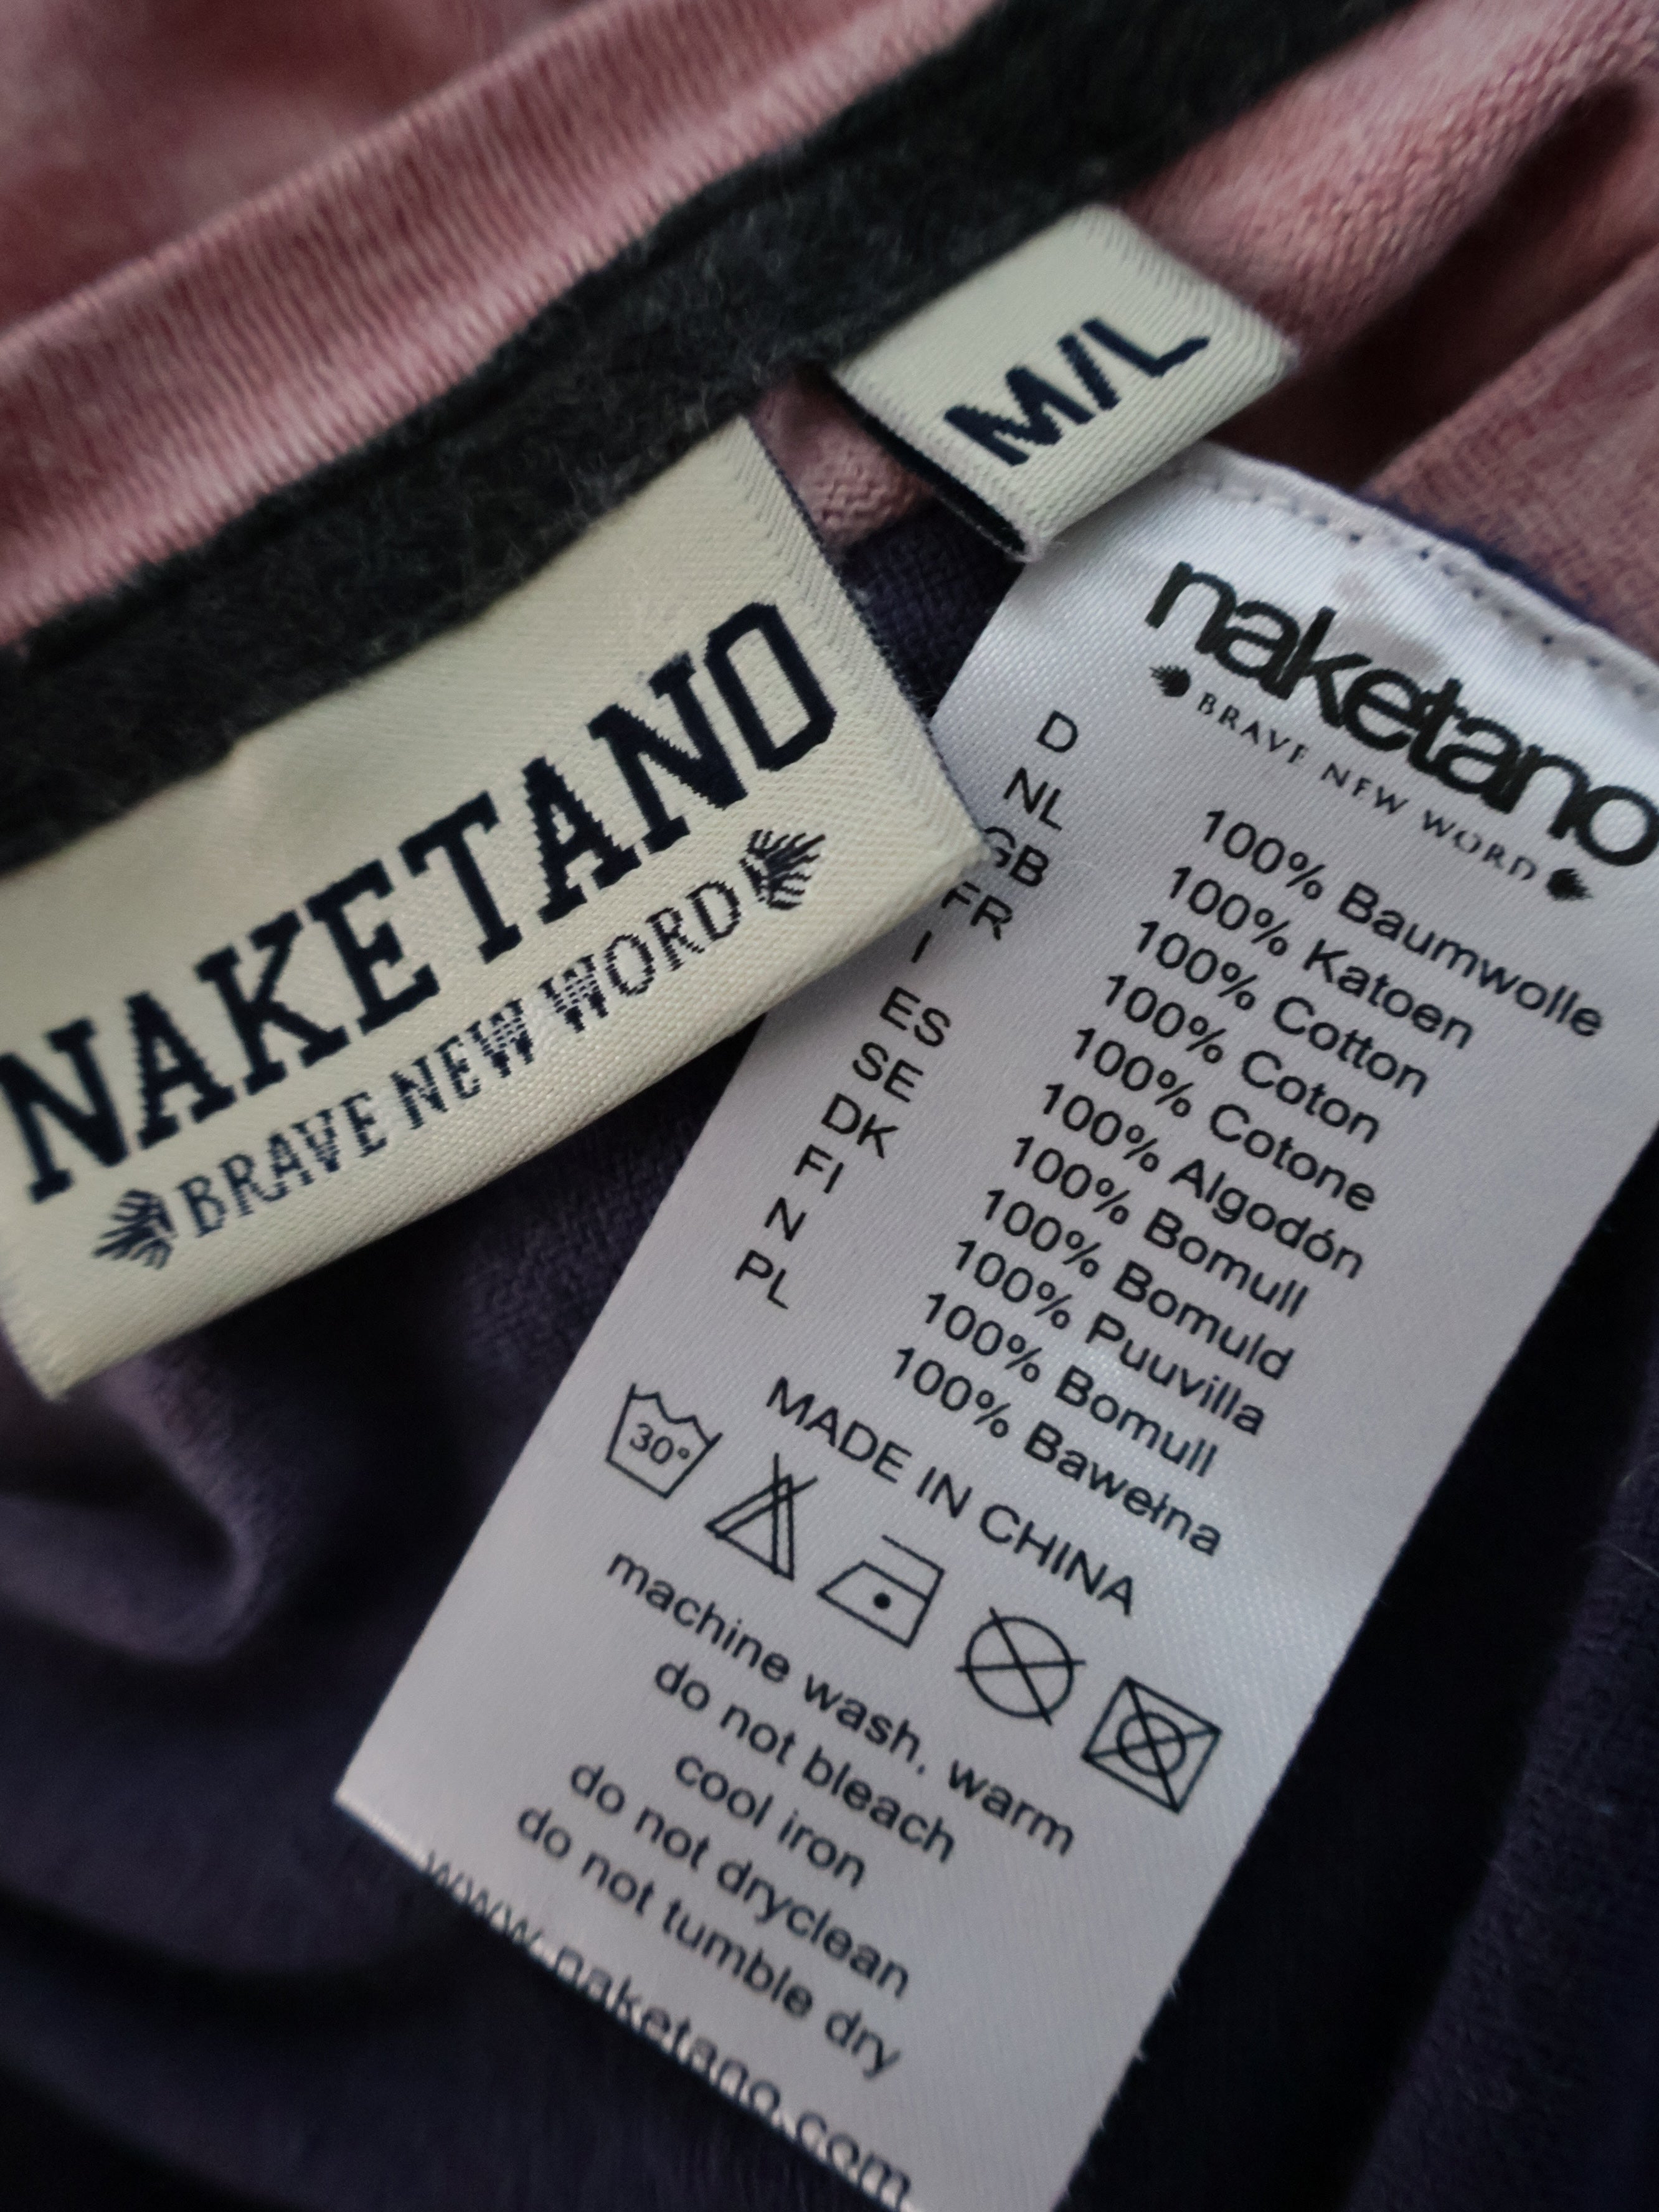 M/L
NAKETANO
BRAVE NEW WORD
naketano
BRAVE NEW WORD
D 100% Baumwolle
NL 100% Katoen
GB 100% Cotton
FR 100% Coton
I 100% Cotone
ES 100% Algodón
SE 100% Bomull
DK 100% Bomuld
FI 100% Puuvilla
N 100% Bomull
PL 100% Bawełna
MADE IN CHINA
30°
machine wash, warm
do not bleach
cool iron
do not dryclean
do not tumble dry
www.naketano.com